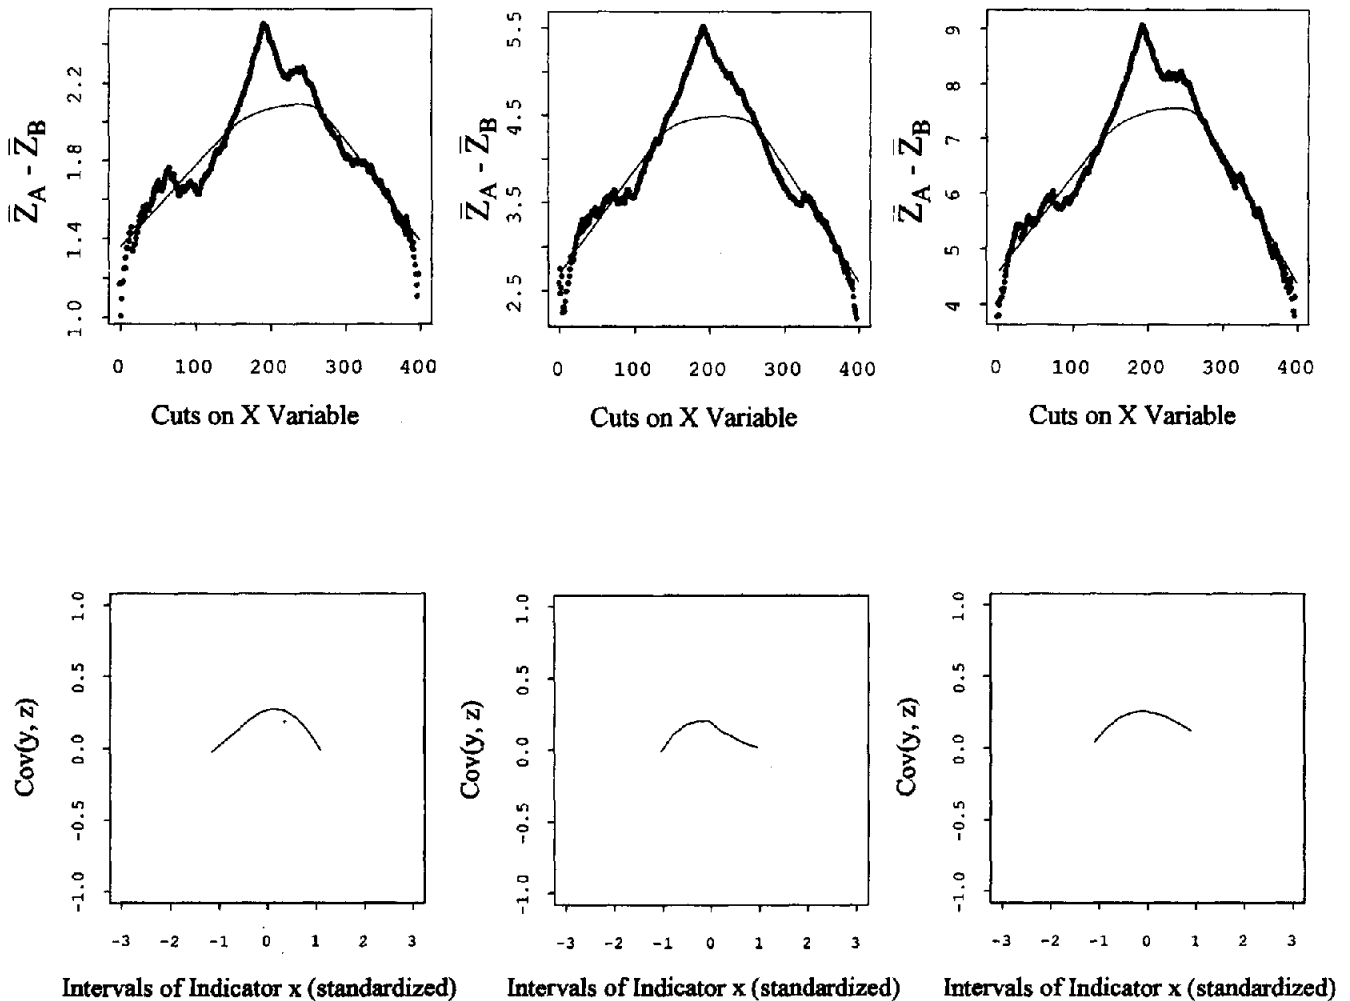 1.0 1.4 1.8 2.2
Z̿A - Z̿B
0 100 200 300 400
Cuts on X Variable
2.5 3.5 4.5 5.5
Z̿A - Z̿B
0 100 200 300 400
Cuts on X Variable
4 5 6 7 8 9
Z̿A - Z̿B
0 100 200 300 400
Cuts on X Variable
-1.0 -0.5 0.0 0.5 1.0
Cov(y, z)
-3 -2 -1 0 1 2 3
Intervals of Indicator x (standardized)
-1.0 -0.5 0.0 0.5 1.0
Cov(y, z)
-3 -2 -1 0 1 2 3
Intervals of Indicator x (standardized)
-1.0 -0.5 0.0 0.5 1.0
Cov(y, z)
-3 -2 -1 0 1 2 3
Intervals of Indicator x (standardized)